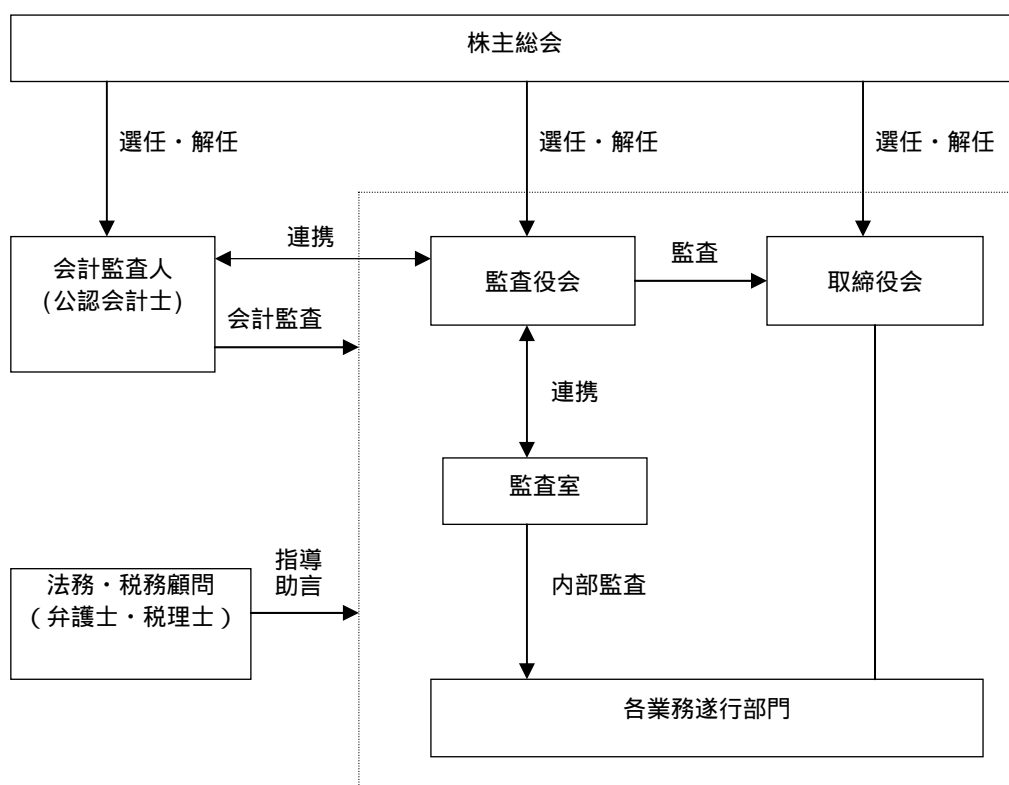 株主総会
選任・解任
選任・解任
選任・解任
連携
会計監査人
(公認会計士)
監査役会
監査
取締役会
会計監査
連携
監査室
指導
助言
法務・税務顧問
(弁護士・税理士)
内部監査
各業務遂行部門